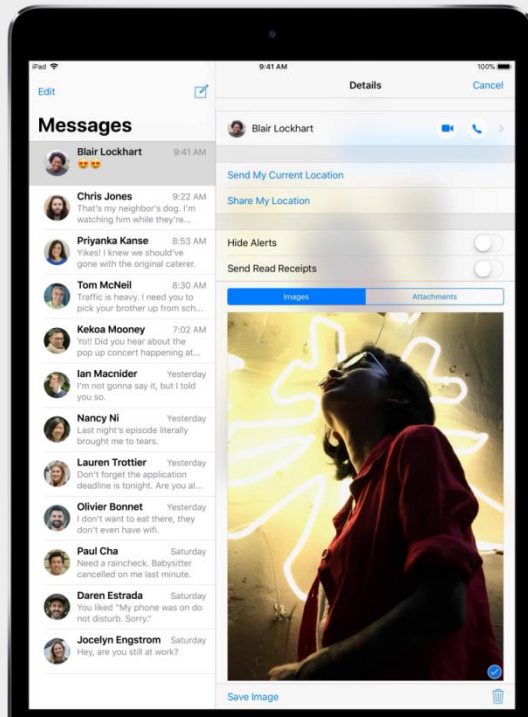 iPad
9:41 AM
100%
Edit
Messages
Blair Lockhart 9:41 AM
😍😍
Chris Jones 9:22 AM
That's my neighbor's dog. I'm
watching him while they're...
Priyanka Kanse 8:53 AM
Yikes! I knew we should've
gone with the original caterer.
Tom McNeil 8:30 AM
Traffic is heavy. I need you to
pick your brother up from sch...
Kekoa Mooney 7:02 AM
Yo!! Did you hear about the
pop up concert happening at...
Ian Macnider Yesterday
I'm not gonna say it, but I told
you so.
Nancy Ni Yesterday
Last night's episode literally
brought me to tears.
Lauren Trottier Yesterday
Don't forget the application
deadline is tonight. Are you al...
Olivier Bonnet Yesterday
I don't want to eat there, they
don't even have wifi.
Paul Cha Saturday
Need a raincheck. Babysitter
cancelled on me last minute.
Daren Estrada Saturday
You liked "My phone was on do
not disturb. Sorry."
Jocelyn Engstrom Saturday
Hey, are you still at work?
Details Cancel
Blair Lockhart
Send My Current Location
Share My Location
Hide Alerts
Send Read Receipts
Images Attachments
Save Image